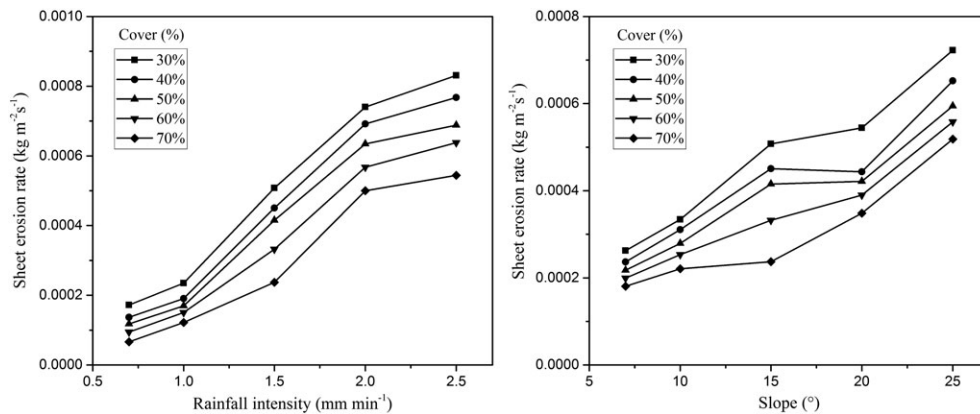 0.0010
0.0008
0.0006
0.0004
0.0002
0.0000
Sheet erosion rate (kg m⁻²s⁻¹)
Cover (%)
30%
40%
50%
60%
70%
0.5 1.0 1.5 2.0 2.5
Rainfall intensity (mm min⁻¹)
0.0008
0.0006
0.0004
0.0002
0.0000
Sheet erosion rate (kg m⁻²s⁻¹)
Cover (%)
30%
40%
50%
60%
70%
5 10 15 20 25
Slope (°)